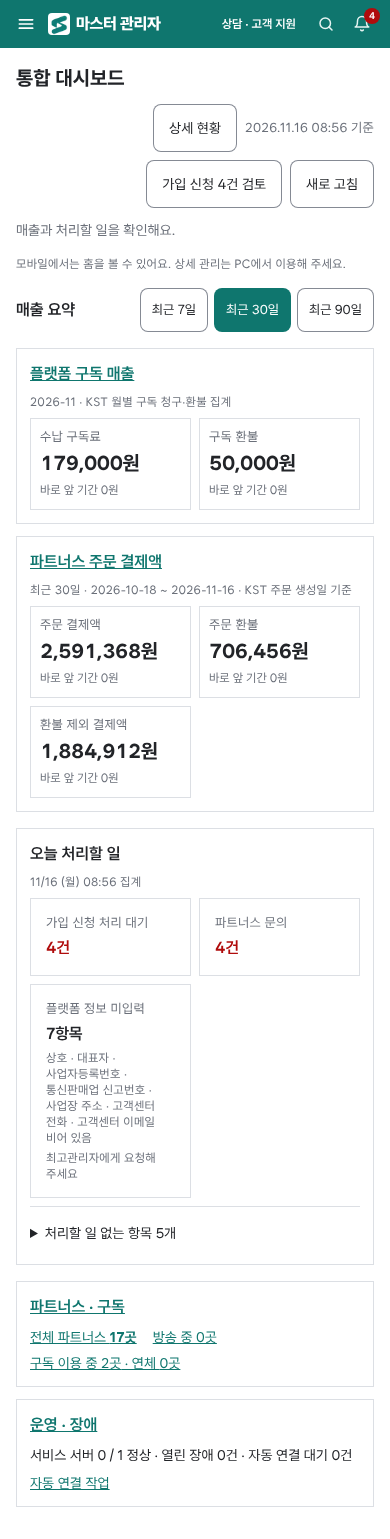 마스터 관리자
상담 · 고객 지원
4
통합 대시보드
상세 현황
2026.11.16 08:56 기준
가입 신청 4건 검토
새로 고침
매출과 처리할 일을 확인해요.
모바일에서는 홈을 볼 수 있어요. 상세 관리는 PC에서 이용해 주세요.
매출 요약
최근 7일
최근 30일
최근 90일
플랫폼 구독 매출
2026-11 · KST 월별 구독 청구·환불 집계
수납 구독료
179,000원
바로 앞 기간 0원
구독 환불
50,000원
바로 앞 기간 0원
파트너스 주문 결제액
최근 30일 · 2026-10-18 ~ 2026-11-16 · KST 주문 생성일 기준
주문 결제액
2,591,368원
바로 앞 기간 0원
주문 환불
706,456원
바로 앞 기간 0원
환불 제외 결제액
1,884,912원
바로 앞 기간 0원
오늘 처리할 일
11/16 (월) 08:56 집계
가입 신청 처리 대기
4건
파트너스 문의
4건
플랫폼 정보 미입력
7항목
상호 · 대표자 ·
사업자등록번호 ·
통신판매업 신고번호 ·
사업장 주소 · 고객센터
전화 · 고객센터 이메일
비어 있음
최고관리자에게 요청해
주세요
처리할 일 없는 항목 5개
파트너스 · 구독
전체 파트너스 17곳 방송 중 0곳
구독 이용 중 2곳 · 연체 0곳
운영 · 장애
서비스 서버 0 / 1 정상 · 열린 장애 0건 · 자동 연결 대기 0건
자동 연결 작업